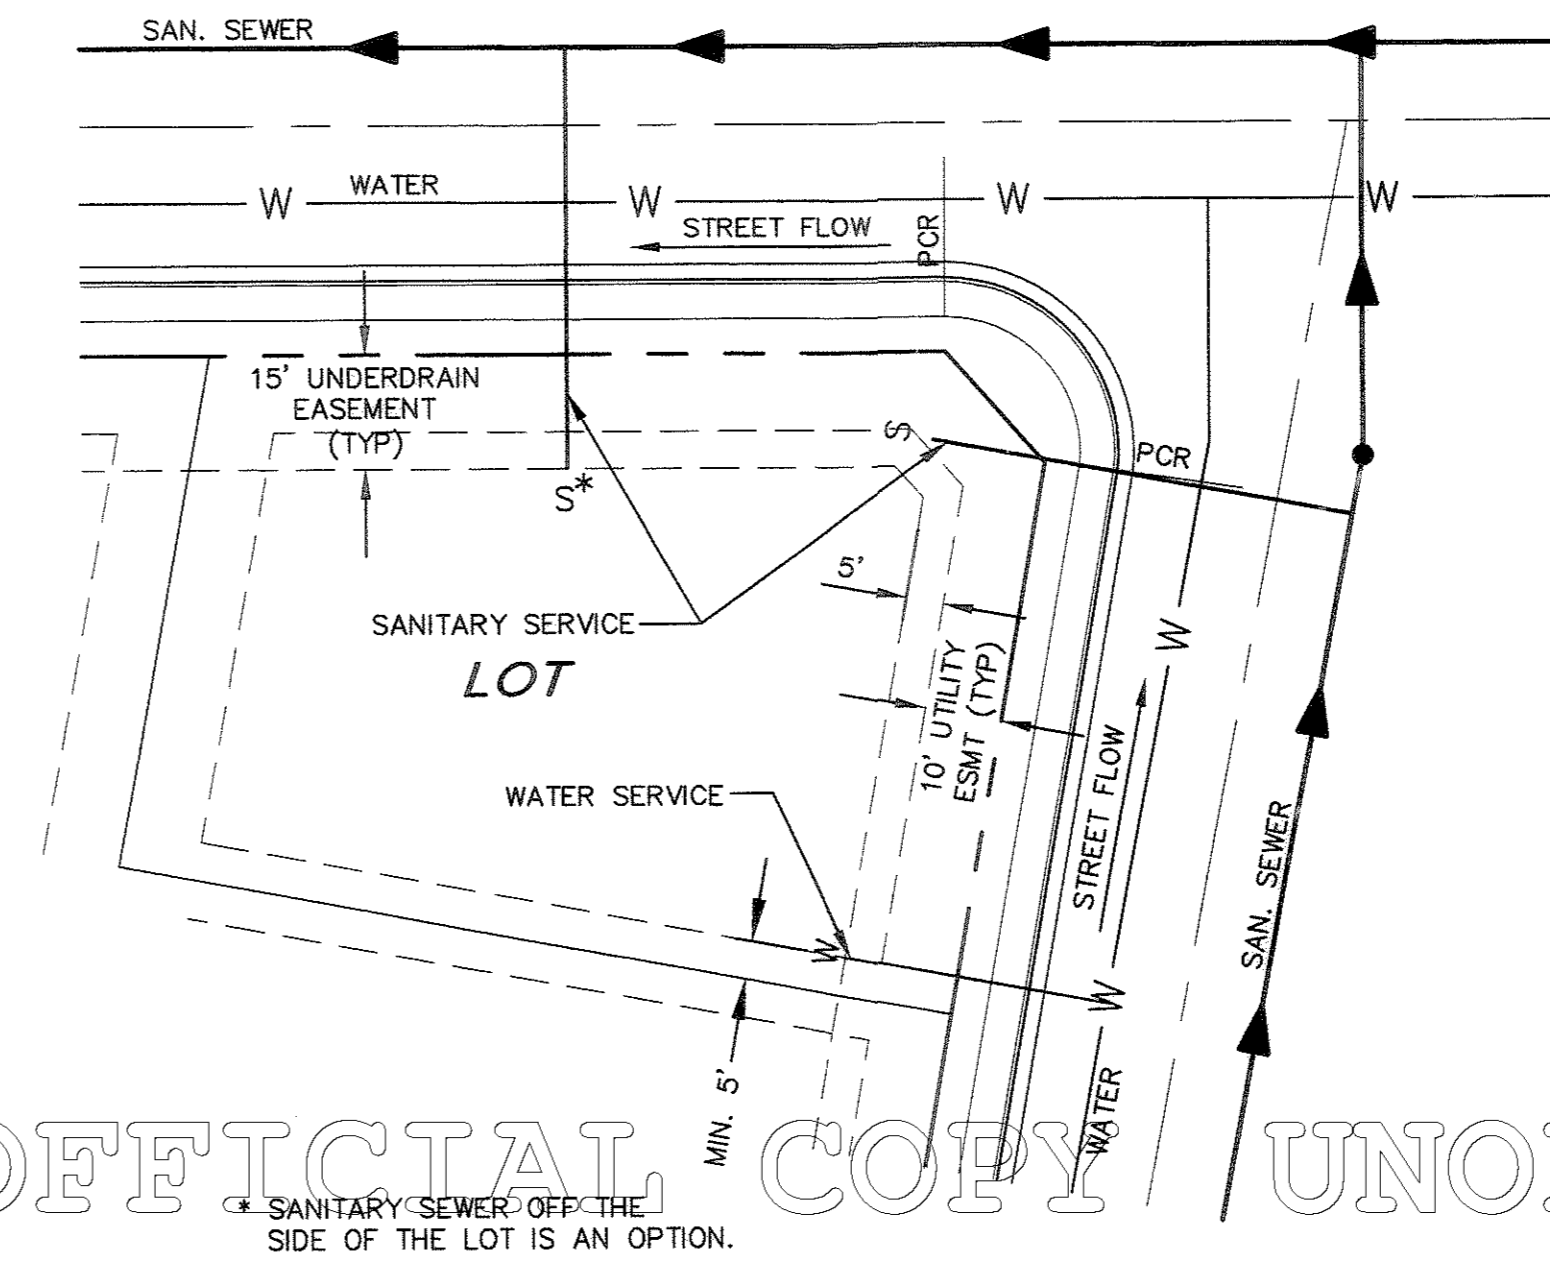 SAN. SEWER
W
WATER
W
W
W
STREET FLOW
PCR
15' UNDERDRAIN
EASEMENT
(TYP)
S
PCR
S*
5'
SANITARY SERVICE
LOT
W
10' UTILITY
ESMT (TYP)
STREET FLOW
WATER SERVICE
SAN. SEWER
W
W
MIN. 5'
WATER
OFFICIAL COPY UNO
* SANITARY SEWER OFF THE
SIDE OF THE LOT IS AN OPTION.